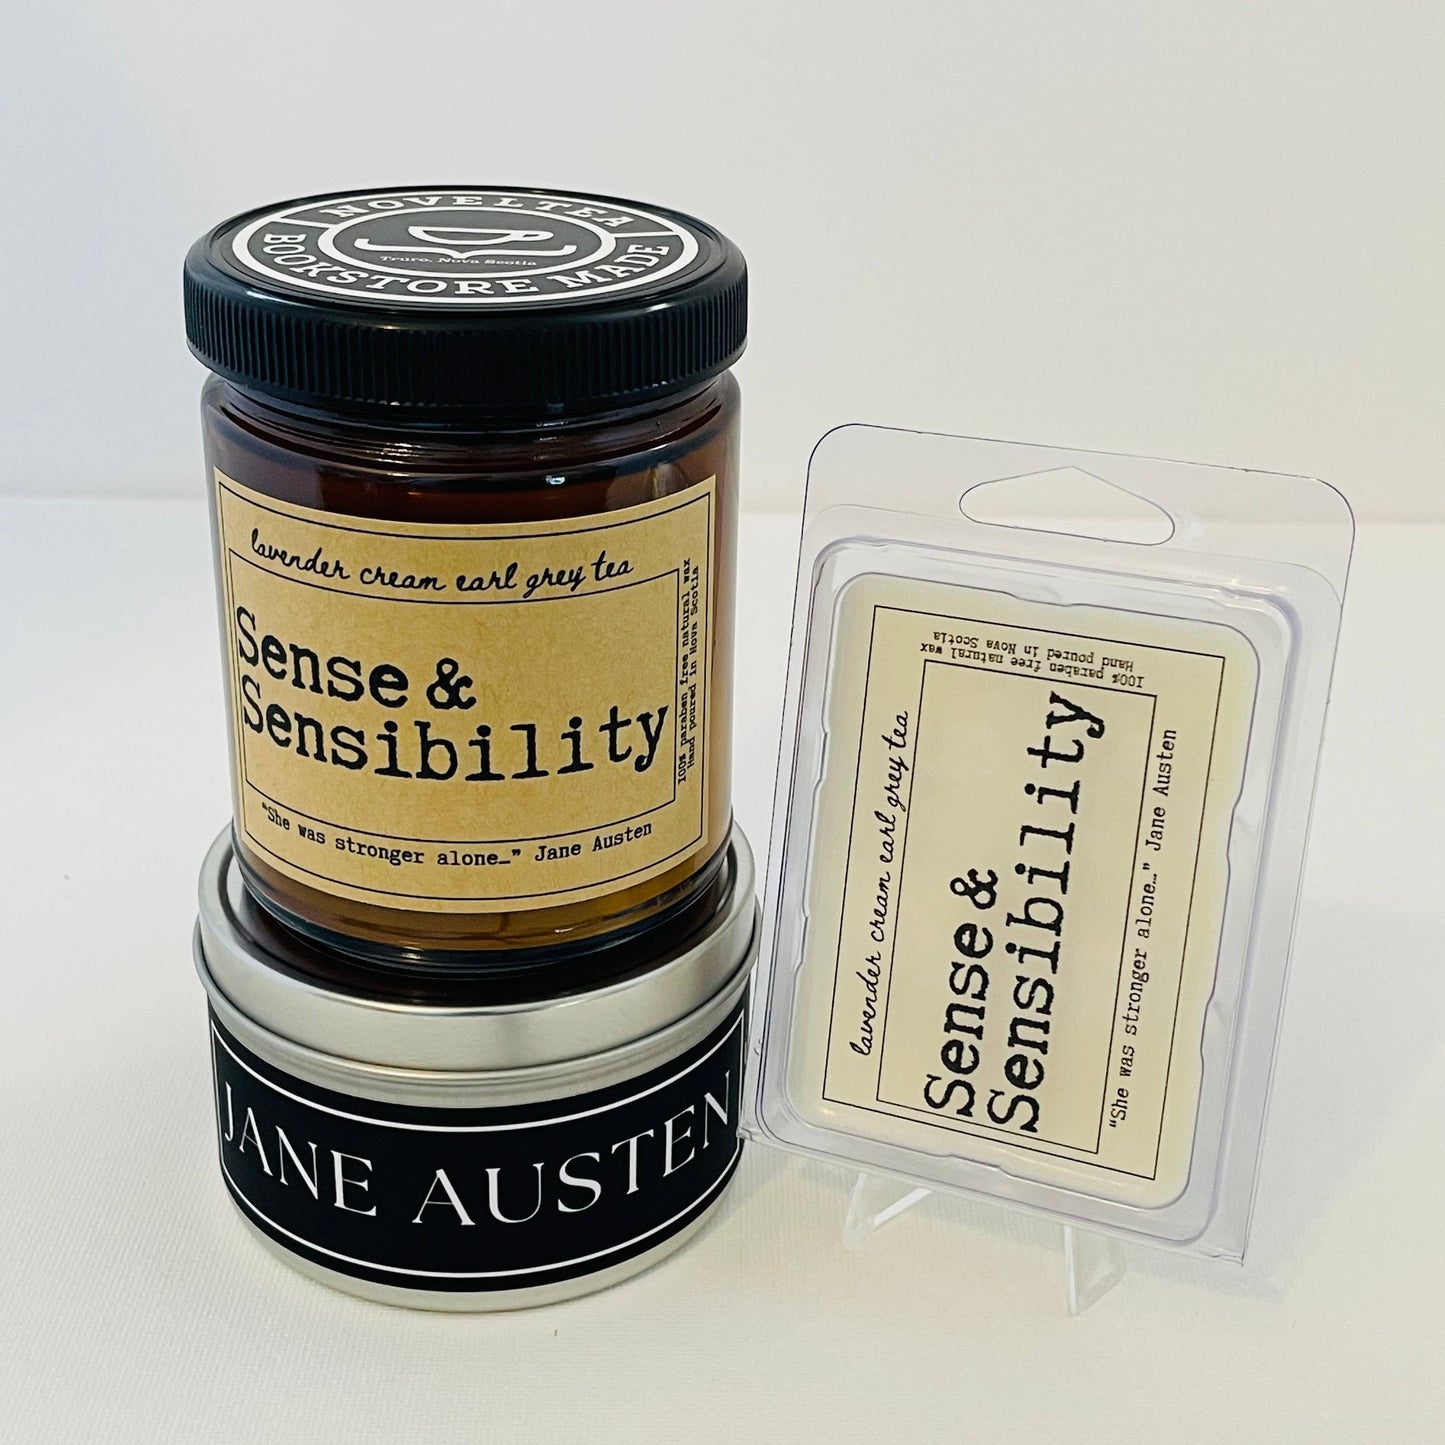 NOVELTEA
Truro, Nova Scotia
BOOKSTORE MADE
lavender cream earl grey tea
Sense &
Sensibility
100% paraben free natural wax
Hand poured in Nova Scotia
"She was stronger alone…" Jane Austen
JANE AUSTEN
lavender cream earl grey tea
Sense &
Sensibility
100% paraben free natural wax
Hand poured in Nova Scotia
"She was stronger alone…" Jane Austen